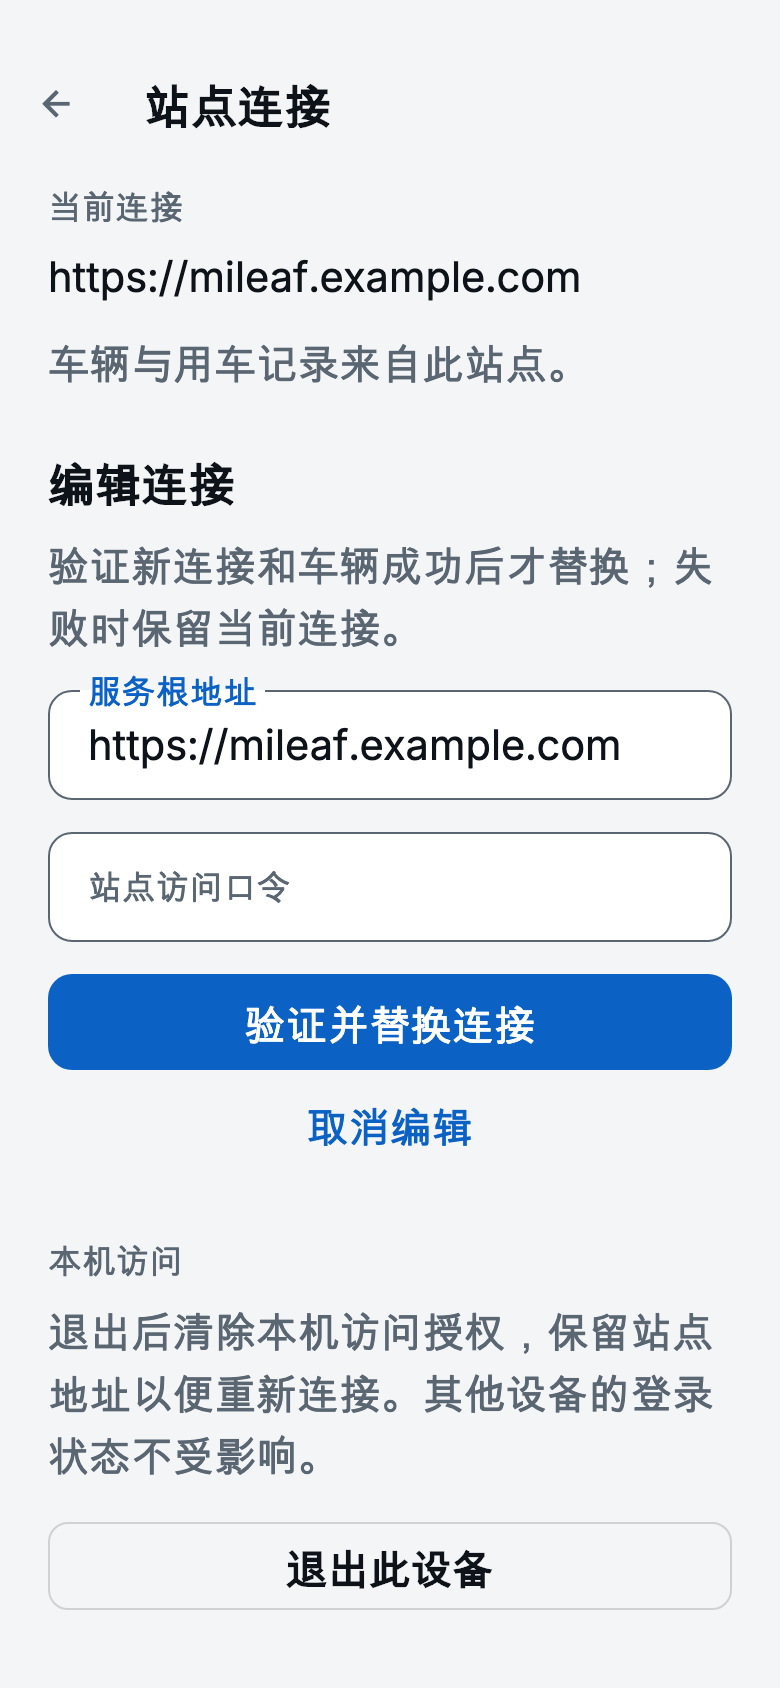 站点连接
当前连接
https://mileaf.example.com
车辆与用车记录来自此站点。
编辑连接
验证新连接和车辆成功后才替换；失
败时保留当前连接。
服务根地址
https://mileaf.example.com
站点访问口令
验证并替换连接
取消编辑
本机访问
退出后清除本机访问授权，保留站点
地址以便重新连接。其他设备的登录
状态不受影响。
退出此设备